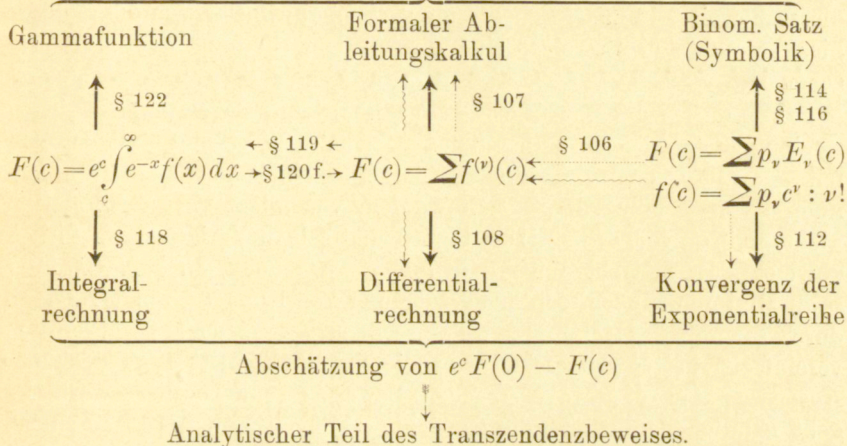 Gammafunktion
Formaler Ab-
leitungskalkul
Binom. Satz
(Symbolik)
§ 122
§ 107
§ 114
§ 116
F(c) = e^c ∫_c^∞ e^{-x} f(x) dx
← § 119 ←
→ § 120 f. →
F(c) = ∑ f^{(ν)}(c)
§ 106
F(c) = ∑ p_ν E_ν(c)
f(c) = ∑ p_ν c^ν : ν!
§ 118
§ 108
§ 112
Integral-
rechnung
Differential-
rechnung
Konvergenz der
Exponentialreihe
Abschätzung von e^c F(0) − F(c)
Analytischer Teil des Transzendenzbeweises.